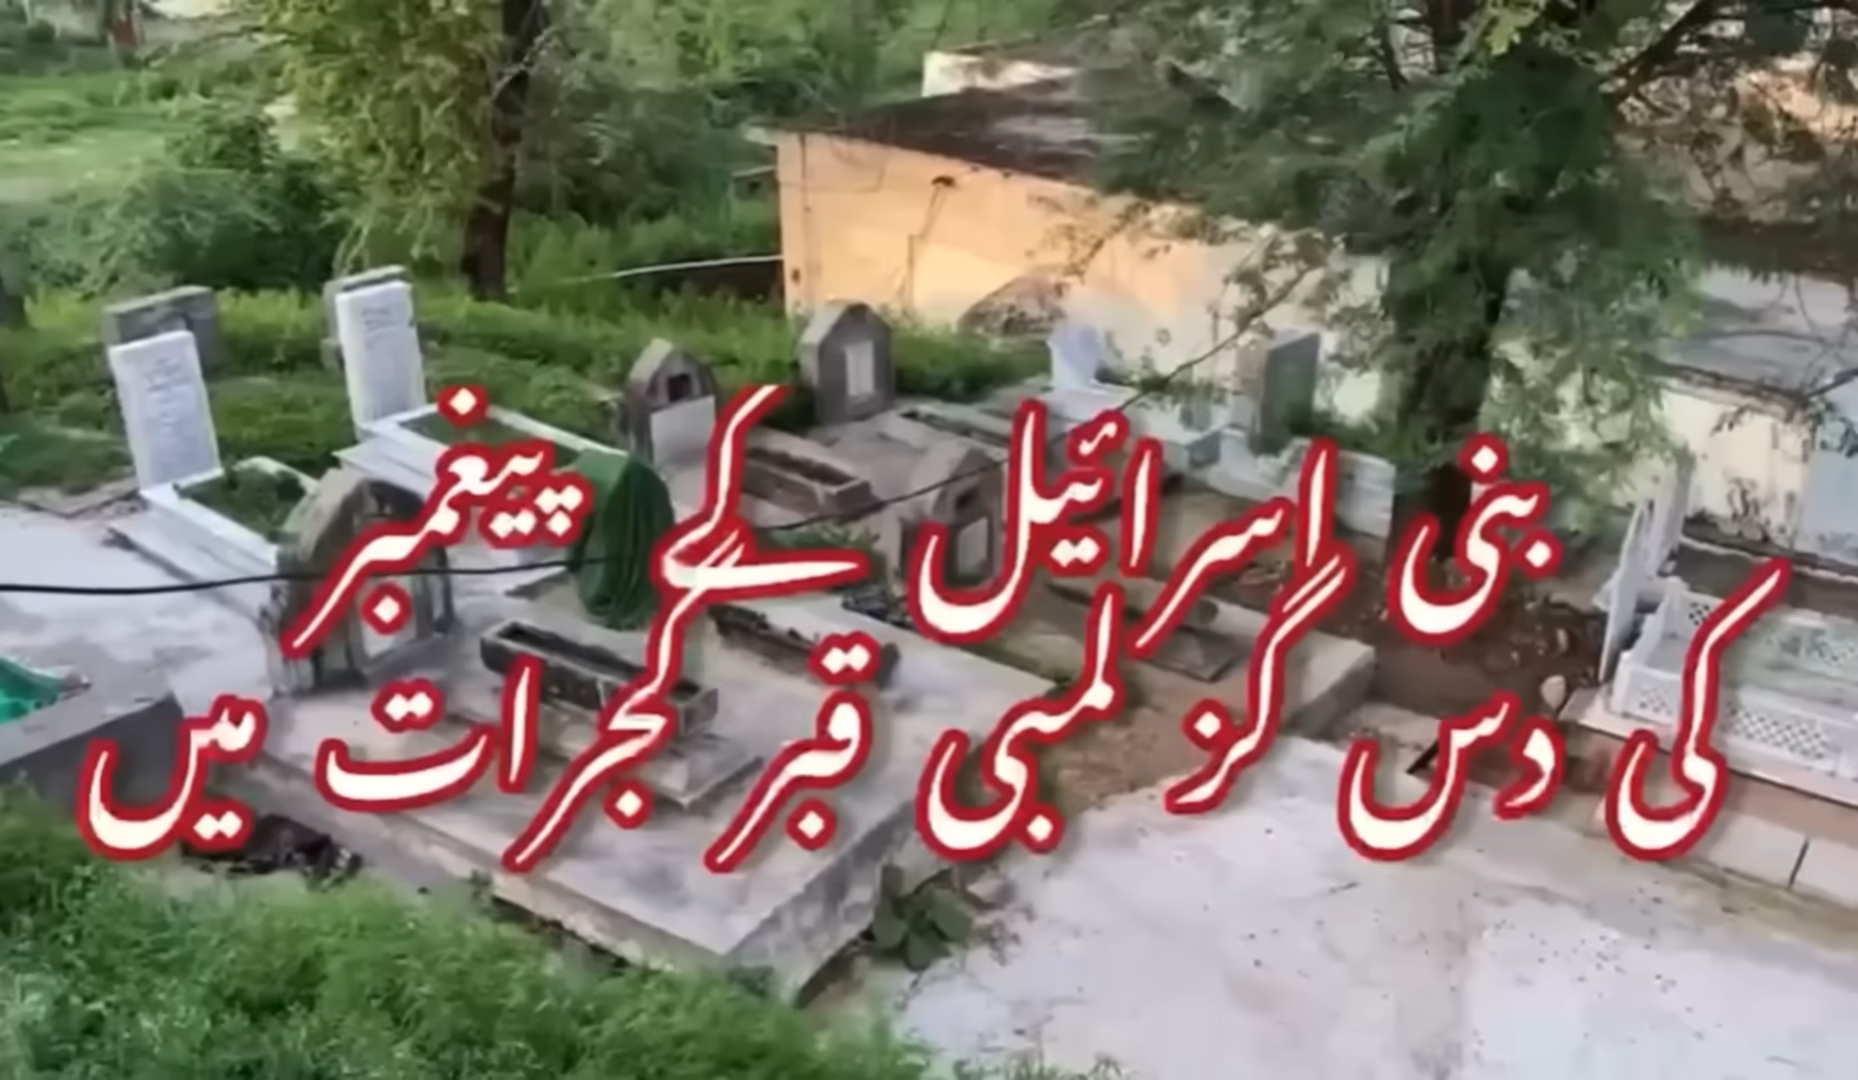 بنی اسرائیل کے پیغمبر
کی دس گز لمبی قبر گجرات میں